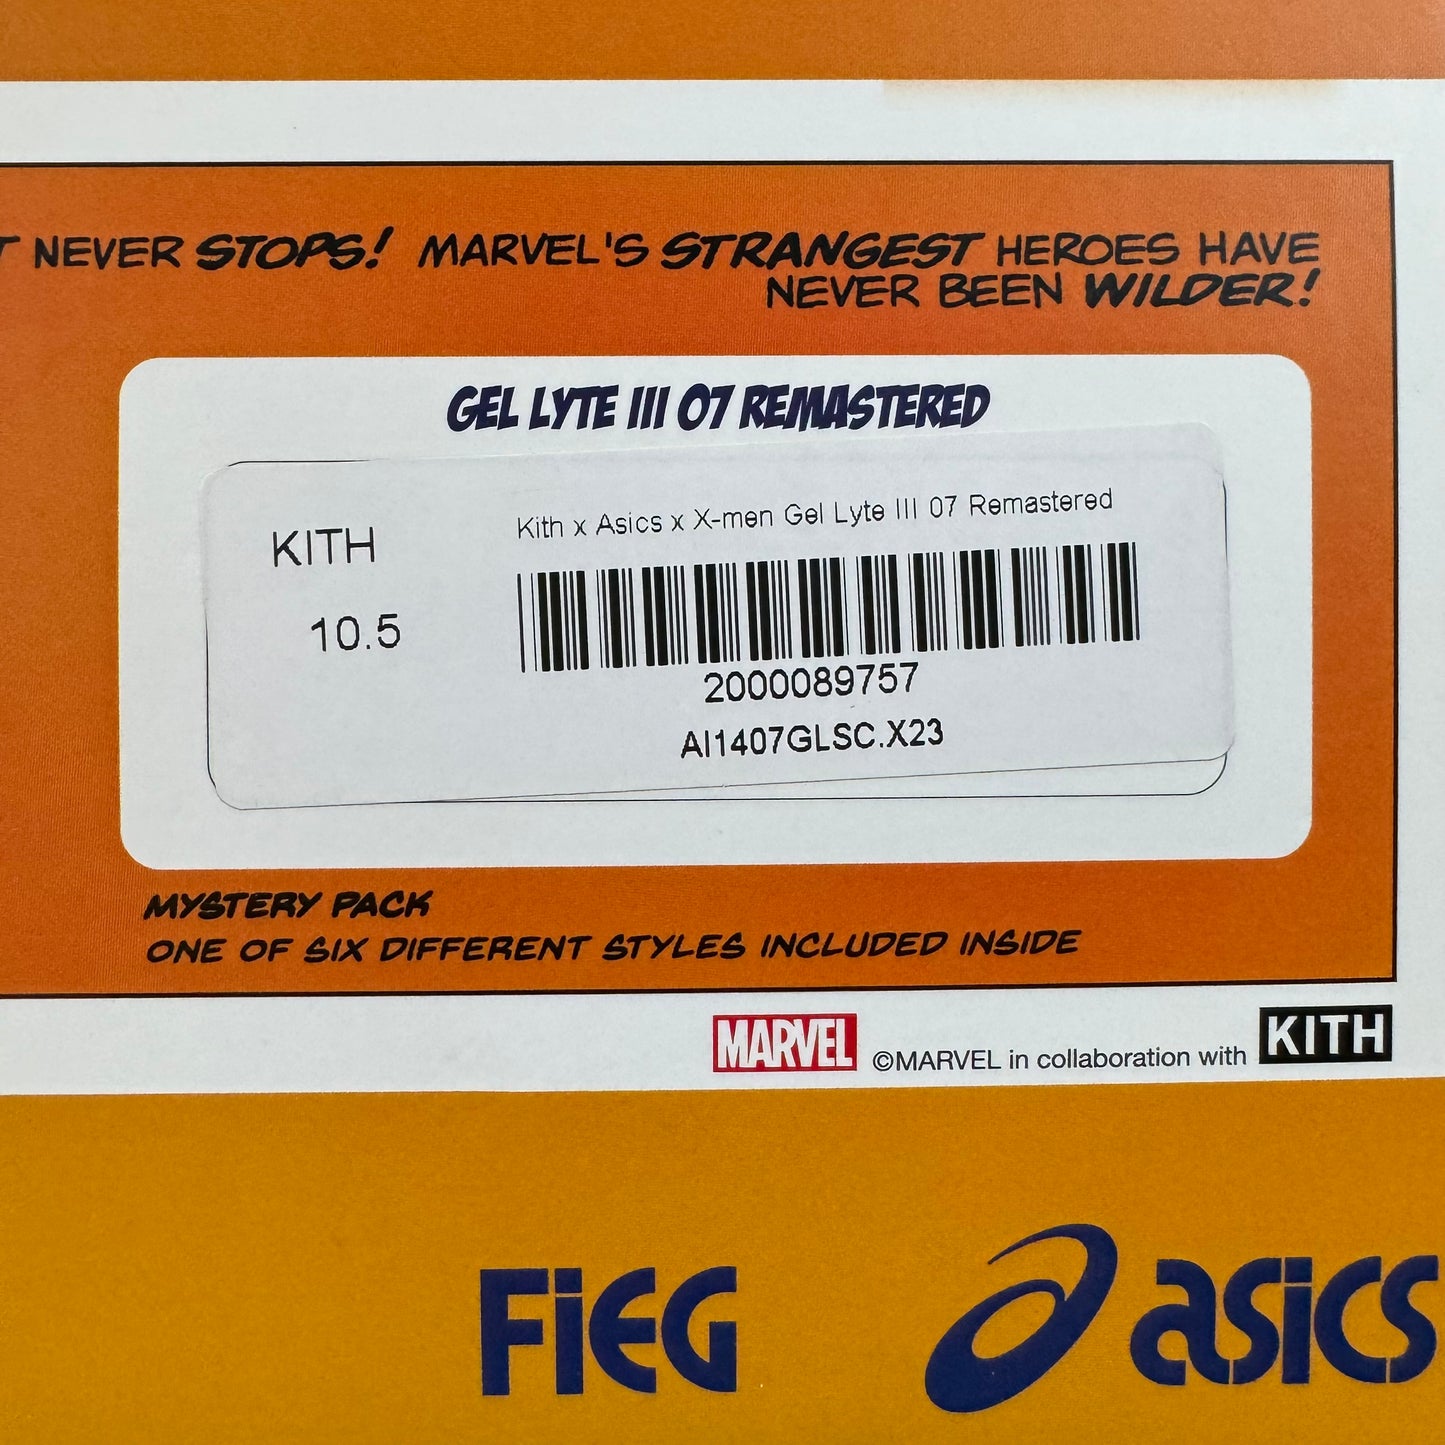 NEVER STOPS! MARVEL'S STRANGEST HEROES HAVE
NEVER BEEN WILDER!
GEL LYTE III 07 REMASTERED
KITH
10.5
Kith x Asics x X-men Gel Lyte III 07 Remastered
2000089757
AI1407GLSC.X23
MYSTERY PACK
ONE OF SIX DIFFERENT STYLES INCLUDED INSIDE
MARVEL ©MARVEL in collaboration with KITH
FIEG
asics